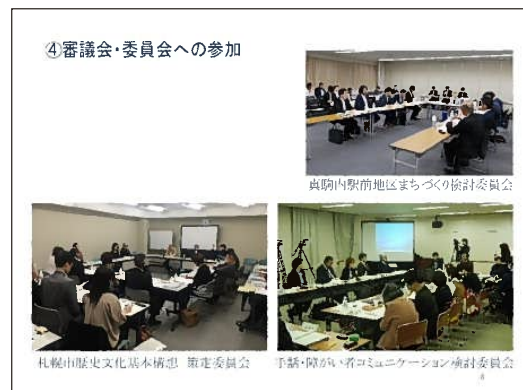 ④審議会・委員会への参加
真駒内駅前地区まちづくり検討委員会
札幌市歴史文化基本構想 策定委員会
手話・障がい者コミュニケーション検討委員会